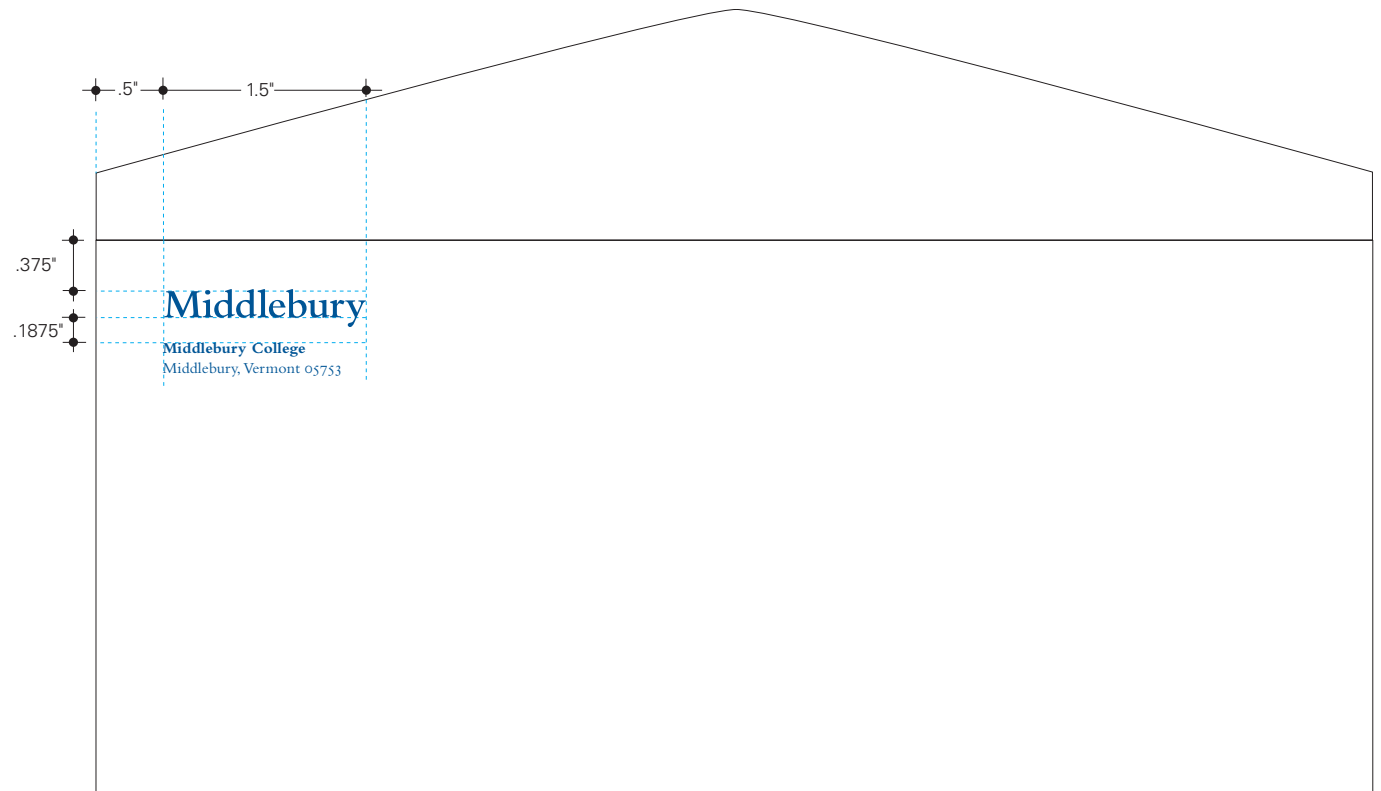 .5" 1.5"
.375"
Middlebury
.1875"
Middlebury College
Middlebury, Vermont 05753